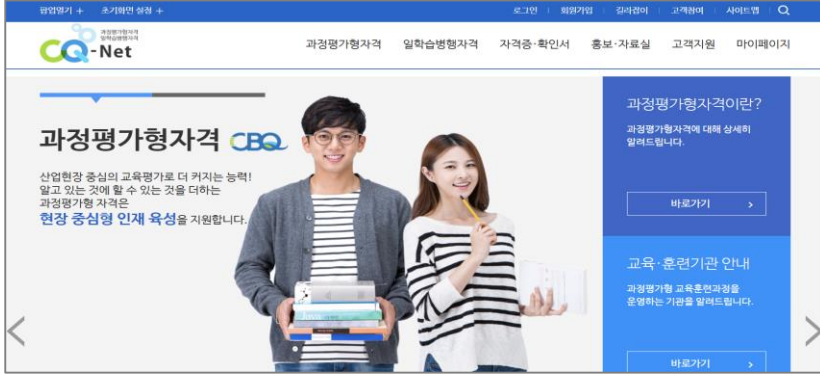 팝업열기 +
초기화면 설정 +
로그인
회원가입
길라잡이
고객참여
사이트맵
과정평가형자격
일학습병행자격
CQ-Net
과정평가형자격
일학습병행자격
자격증·확인서
홍보·자료실
고객지원
마이페이지
과정평가형자격 CBQ
산업현장 중심의 교육평가로 더 커지는 능력!
알고 있는 것에 할 수 있는 것을 더하는
과정평가형 자격은
현장 중심형 인재 육성을 지원합니다.
Java
과정평가형자격이란?
과정평가형자격에 대해 상세히
알려드립니다.
바로가기 >
교육·훈련기관 안내
과정평가형 교육훈련과정을
운영하는 기관을 알려드립니다.
바로가기 >